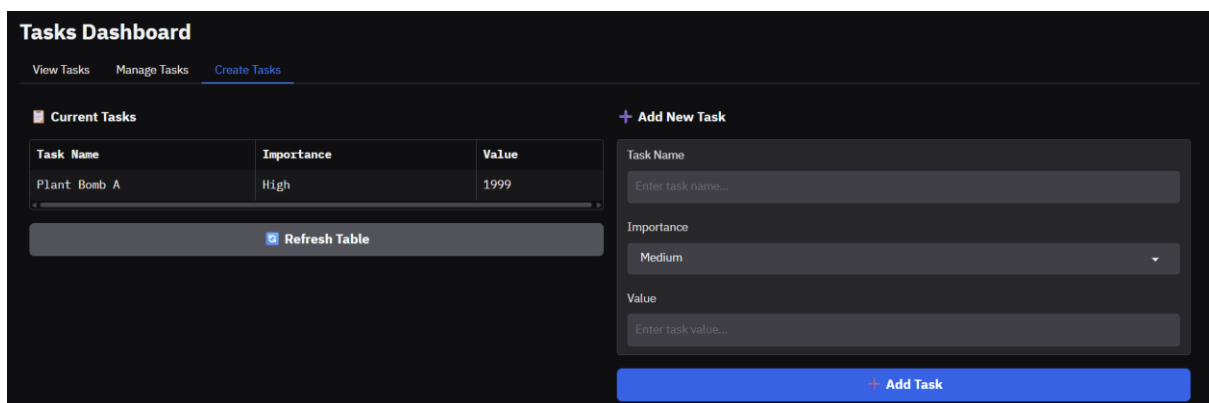 Tasks Dashboard
View Tasks Manage Tasks Create Tasks
📋 Current Tasks
Task Name Importance Value
Plant Bomb A High 1999
🔄 Refresh Table
➕ Add New Task
Task Name
Enter task name...
Importance
Medium
Value
Enter task value...
➕ Add Task